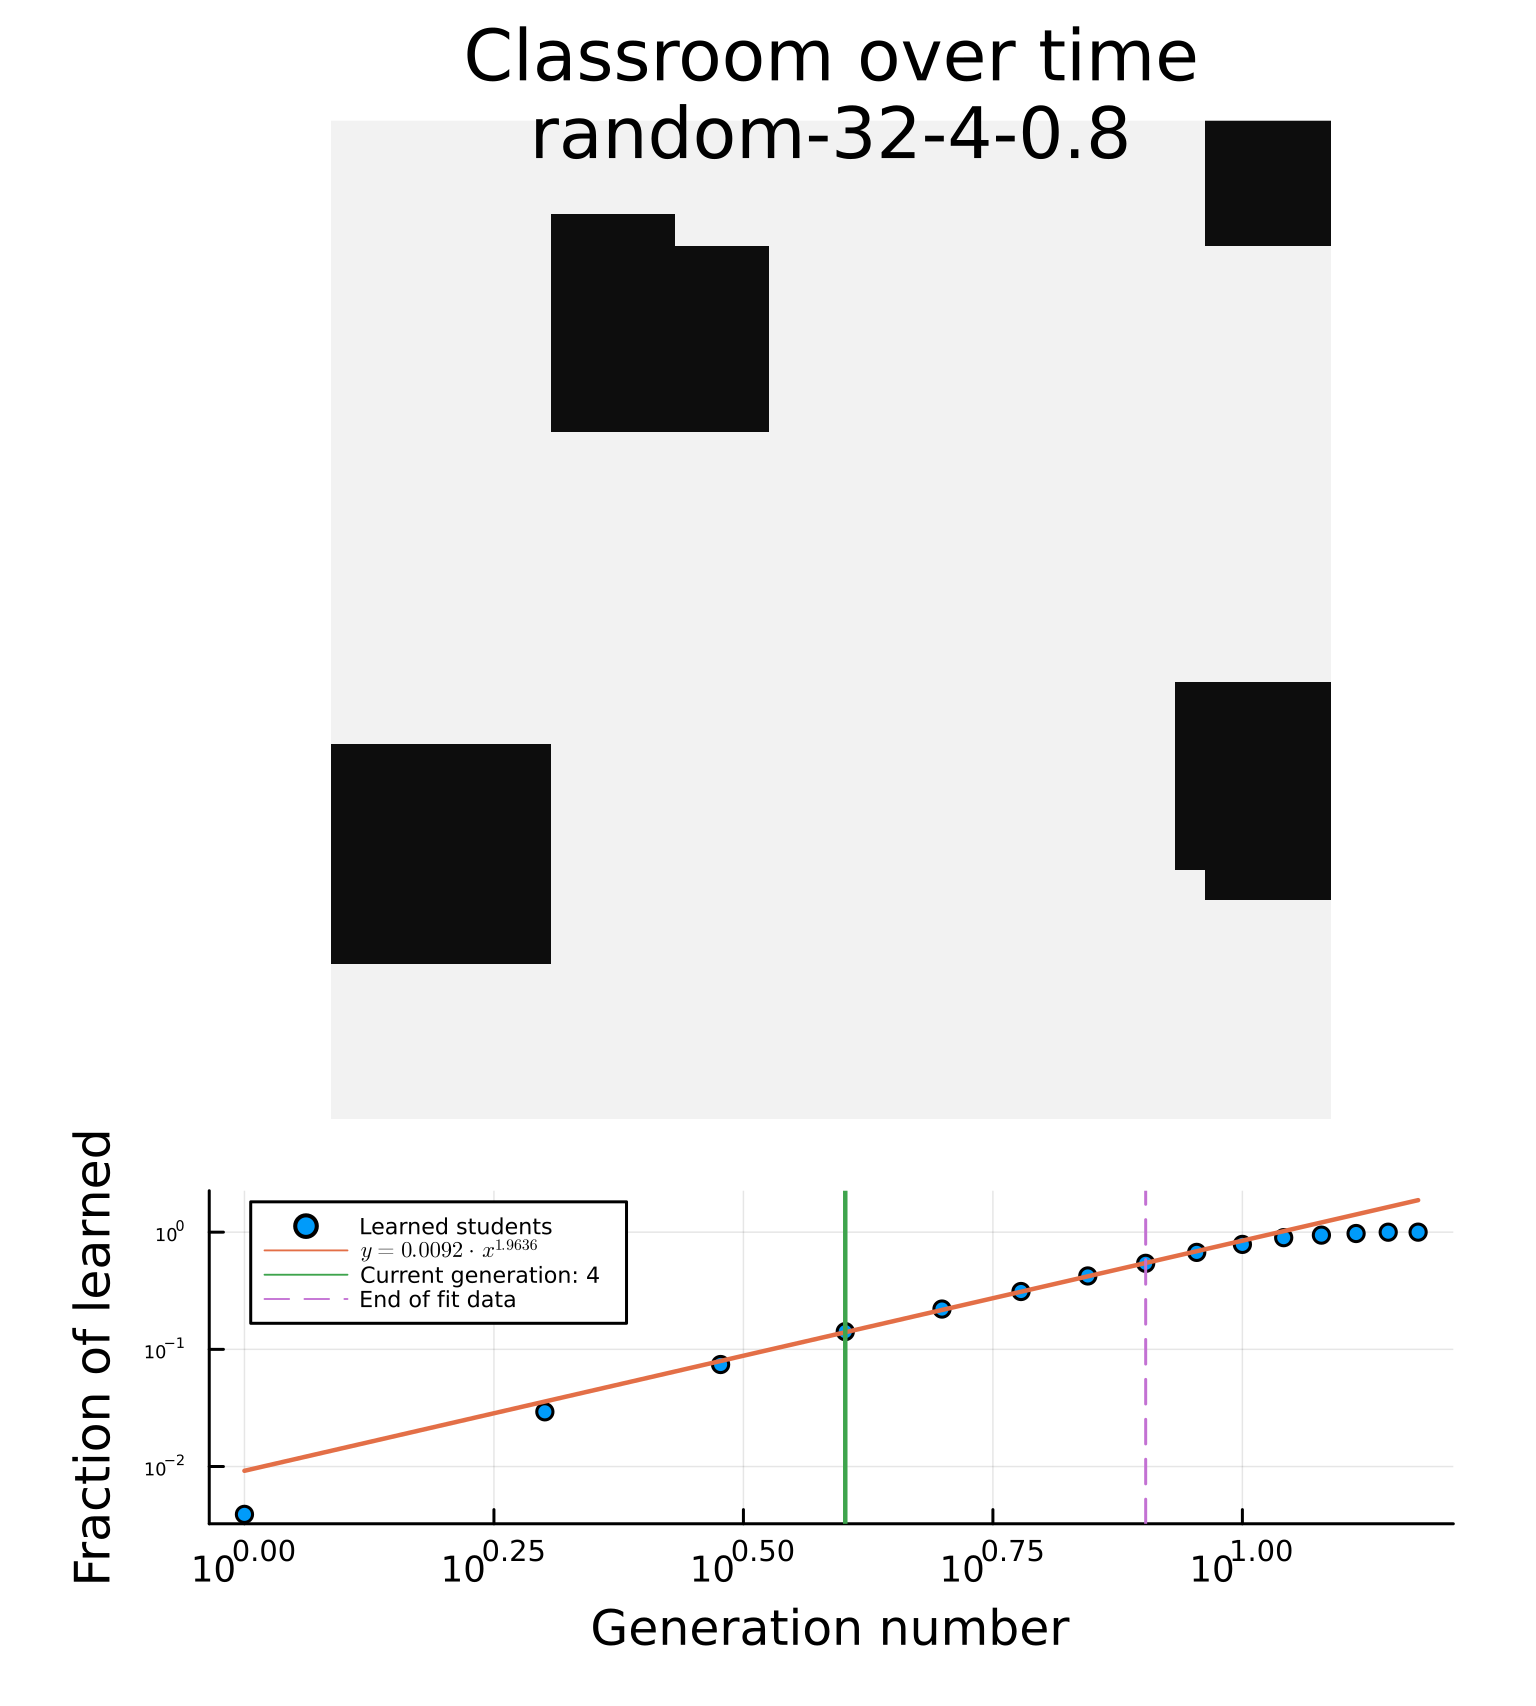 Classroom over time
random-32-4-0.8
Fraction of learned
10⁰
10⁻¹
10⁻²
Learned students
y = 0.0092 · x^1.9636
Current generation: 4
End of fit data
10^0.00 10^0.25 10^0.50 10^0.75 10^1.00
Generation number